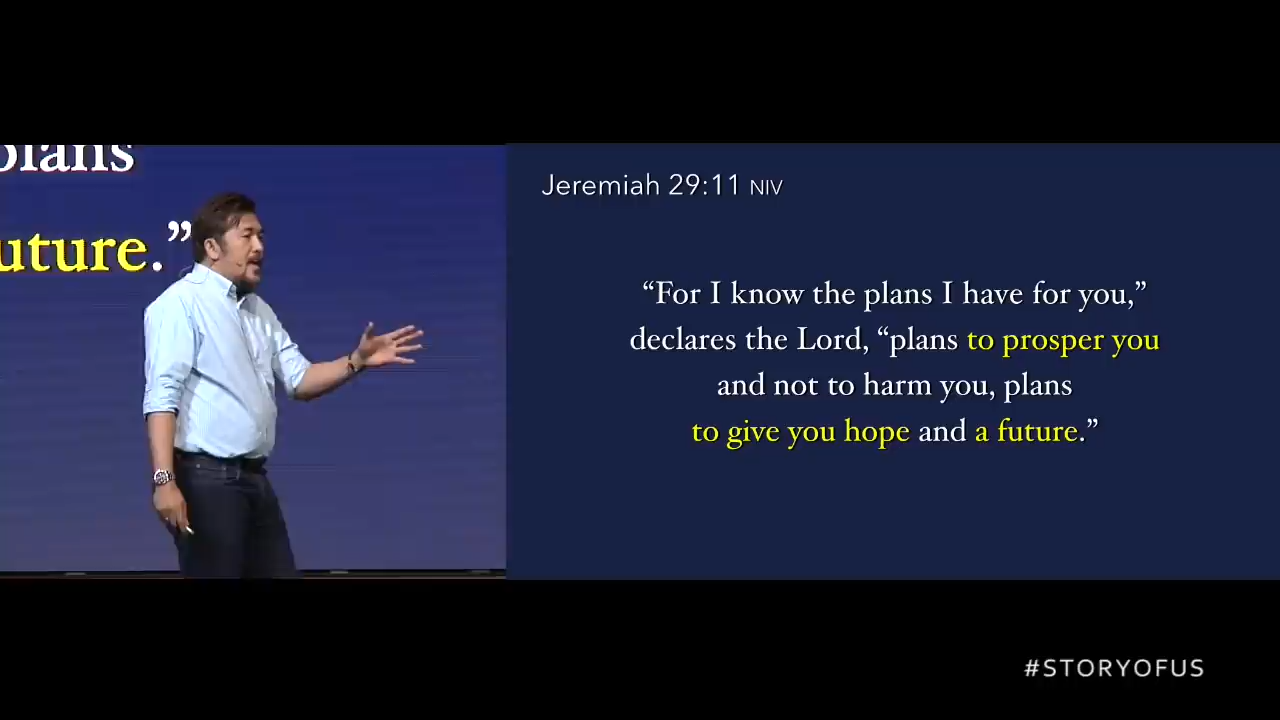 plans
uture.”
Jeremiah 29:11 NIV
“For I know the plans I have for you,”
declares the Lord, “plans to prosper you
and not to harm you, plans
to give you hope and a future.”
#STORYOFUS